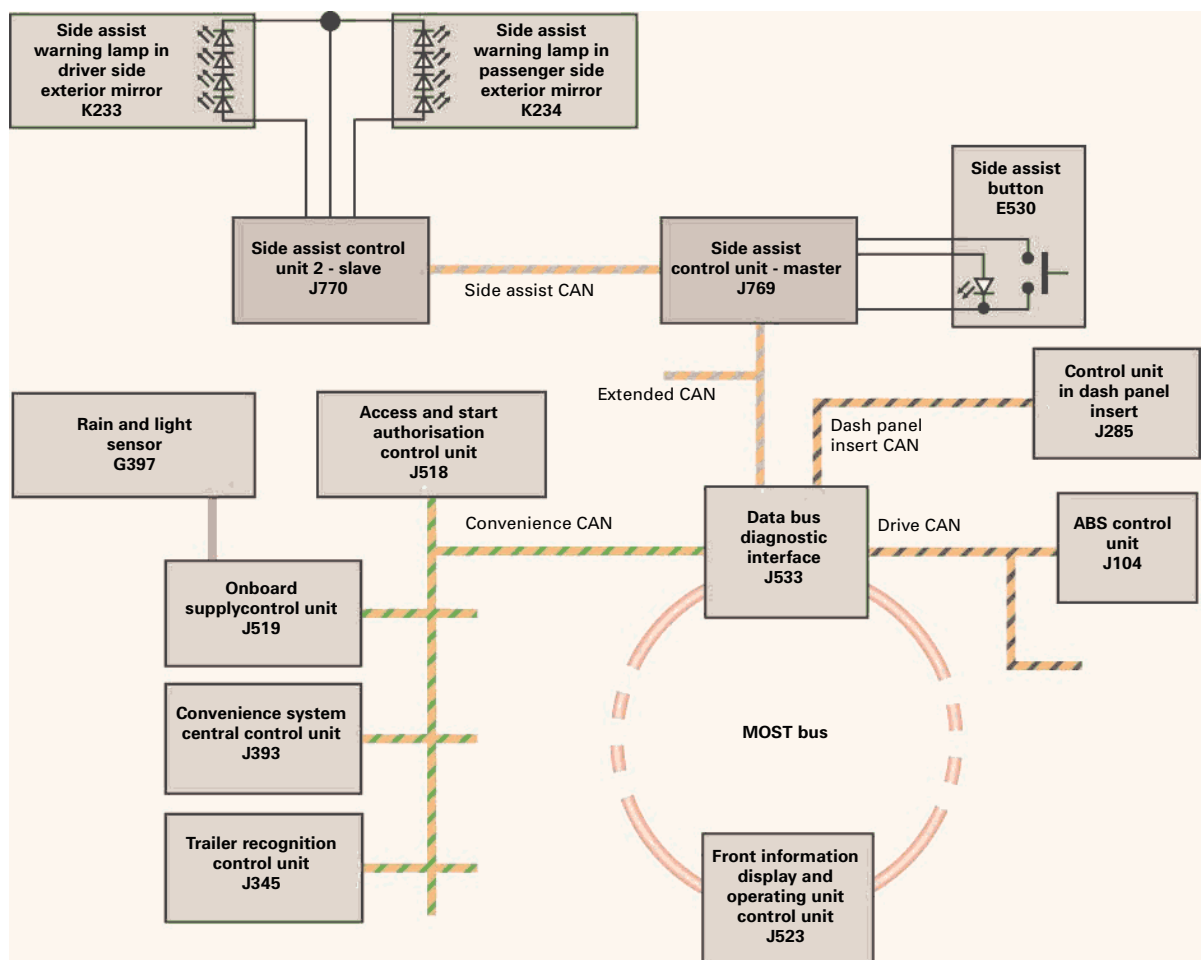 Side assist
warning lamp in
driver side
exterior mirror
K233
Side assist
warning lamp in
passenger side
exterior mirror
K234
Side assist
button
E530
Side assist control
unit 2 - slave
J770
Side assist CAN
Side assist
control unit - master
J769
Extended CAN
Control unit
in dash panel
insert
J285
Dash panel
insert CAN
Rain and light
sensor
G397
Access and start
authorisation
control unit
J518
Convenience CAN
Data bus
diagnostic
interface
J533
Drive CAN
ABS control
unit
J104
Onboard
supplycontrol unit
J519
Convenience system
central control unit
J393
MOST bus
Trailer recognition
control unit
J345
Front information
display and
operating unit
control unit
J523